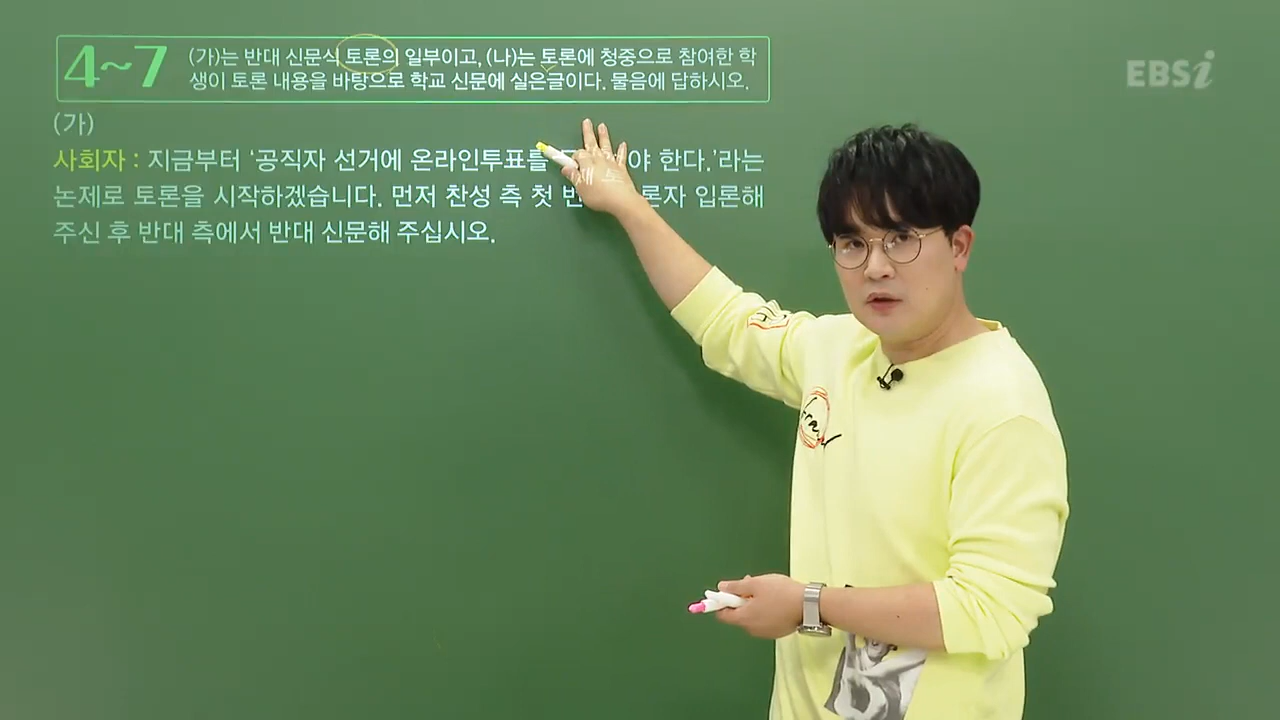 4~7 (가)는 반대 신문식 토론의 일부이고, (나)는 토론에 청중으로 참여한 학
생이 토론 내용을 바탕으로 학교 신문에 실은글이다. 물음에 답하시오.
EBSi
(가)
사회자 : 지금부터 ‘공직자 선거에 온라인투표를 야 한다.’라는
논제로 토론을 시작하겠습니다. 먼저 찬성 측 첫 입론해
주신 후 반대 측에서 반대 신문해 주십시오.